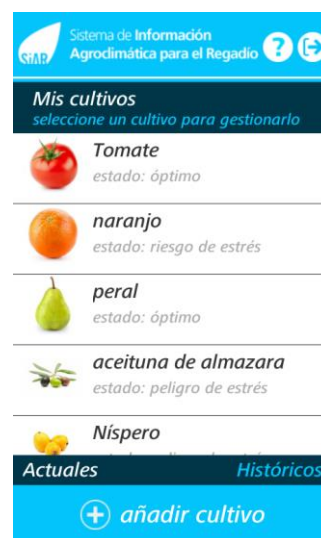 SiAR
Sistema de Información
Agroclimática para el Regadío
?
Mis cultivos
seleccione un cultivo para gestionarlo
Tomate
estado: óptimo
naranjo
estado: riesgo de estrés
peral
estado: óptimo
aceituna de almazara
estado: peligro de estrés
Níspero
Actuales
Históricos
+ añadir cultivo